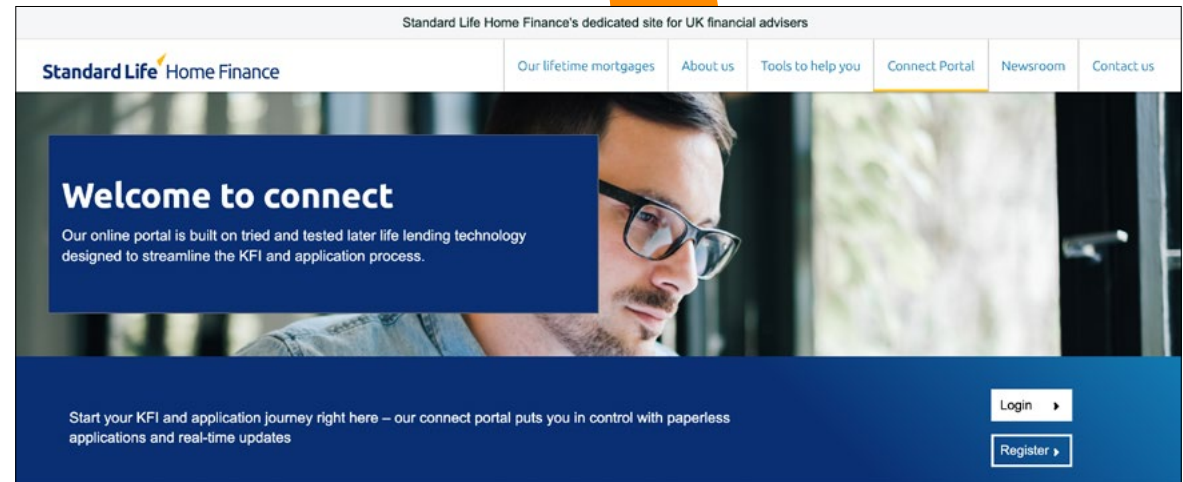 Standard Life Home Finance's dedicated site for UK financial advisers
Standard Life Home Finance
Our lifetime mortgages
About us
Tools to help you
Connect Portal
Newsroom
Contact us
Welcome to connect
Our online portal is built on tried and tested later life lending technology
designed to streamline the KFI and application process.
Start your KFI and application journey right here – our connect portal puts you in control with paperless
applications and real-time updates
Login
Register